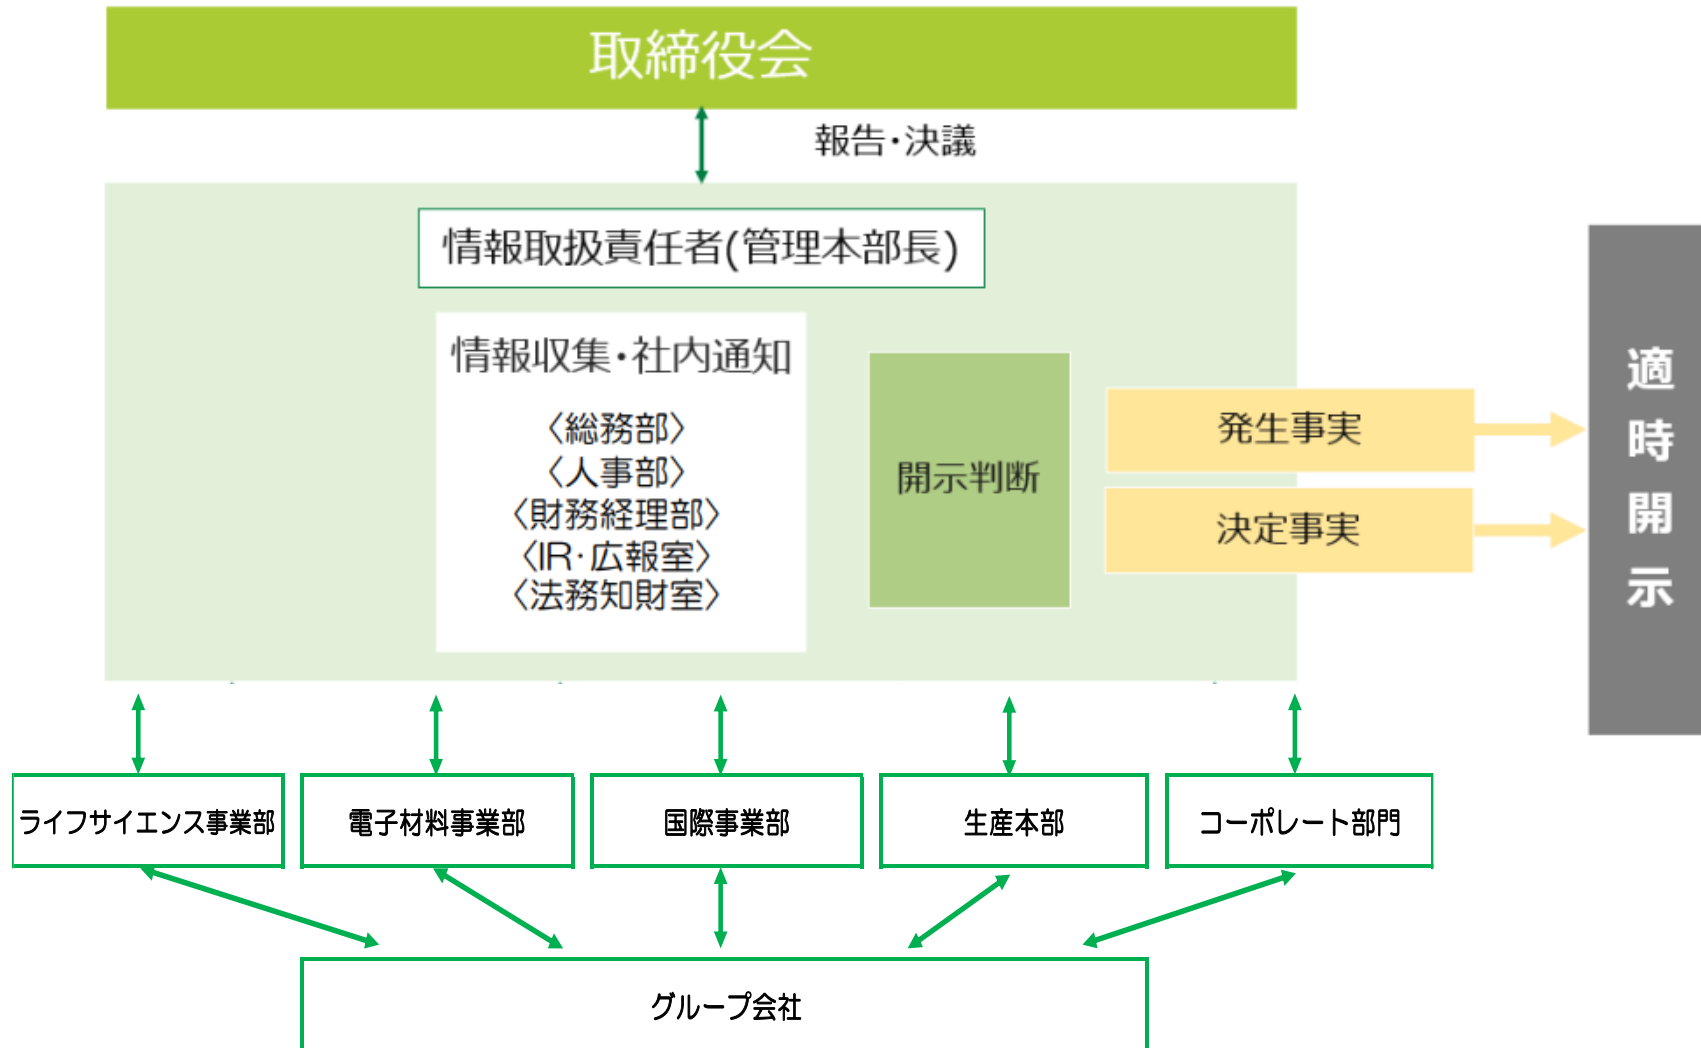 取締役会
報告・決議
情報取扱責任者(管理本部長)
情報収集・社内通知
〈総務部〉
〈人事部〉
〈財務経理部〉
〈IR・広報室〉
〈法務知財室〉
開示判断
発生事実
決定事実
適時開示
ライフサイエンス事業部
電子材料事業部
国際事業部
生産本部
コーポレート部門
グループ会社